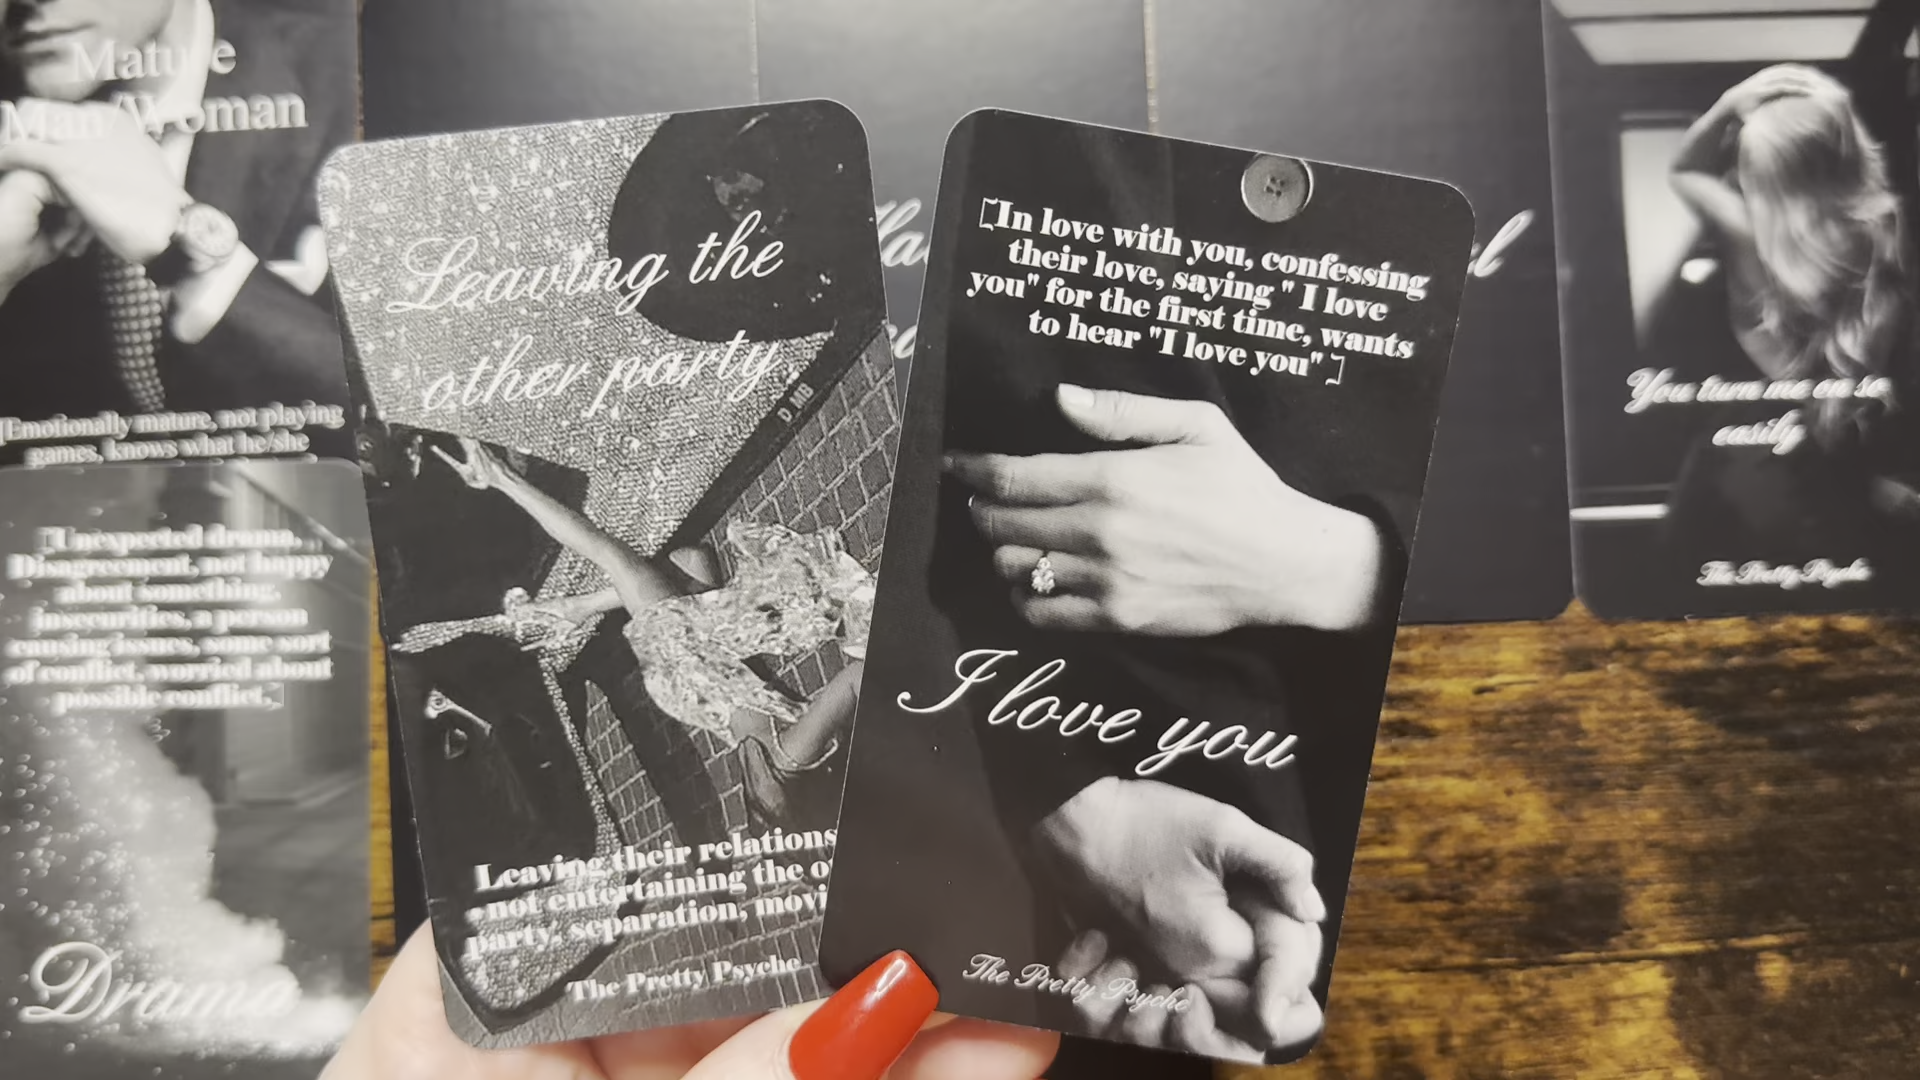 Mature
Man/Woman
[Emotionally mature, not playing
games, knows what he/she
[Unexpected drama,
Disagreement, not happy
about something,
insecurities, a person
causing issues, some sort
of conflict, worried about
possible conflict,]
Drama
Leaving the
other party
D_MB
Leaving their relations
not entertaining the o
party, separation, movi
The Pretty Psyche
[In love with you, confessing
their love, saying " I love
you" for the first time, wants
to hear "I love you" ]
I love you
The Pretty Psyche
You turn me on so
easily
The Pretty Psyche